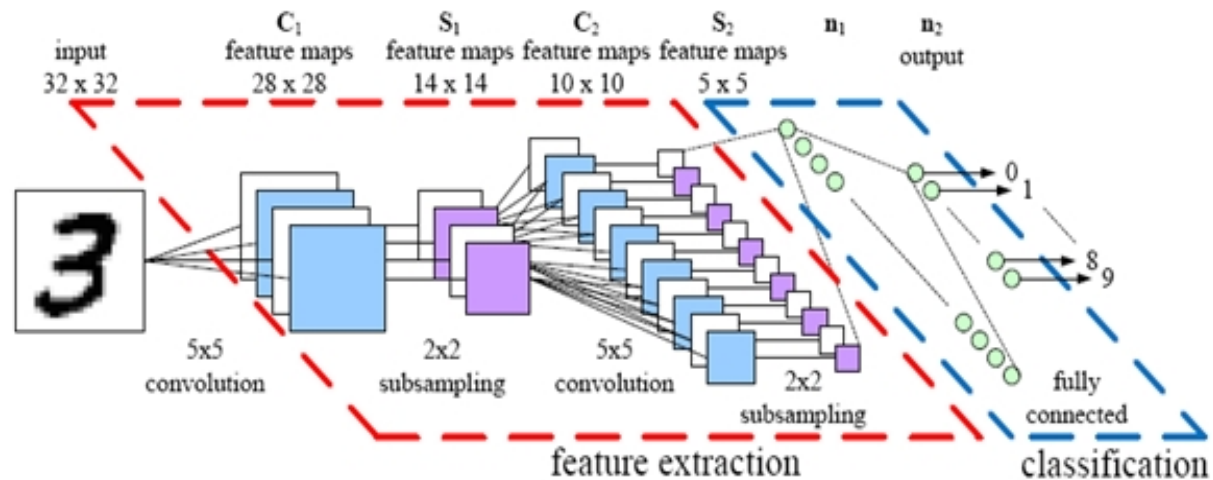 input
32 x 32
C₁
feature maps
28 x 28
S₁
feature maps
14 x 14
C₂
feature maps
10 x 10
S₂
feature maps
5 x 5
n₁
n₂
output
3
0
1
8
9
5x5
convolution
2x2
subsampling
5x5
convolution
2x2
subsampling
fully
connected
feature extraction
classification